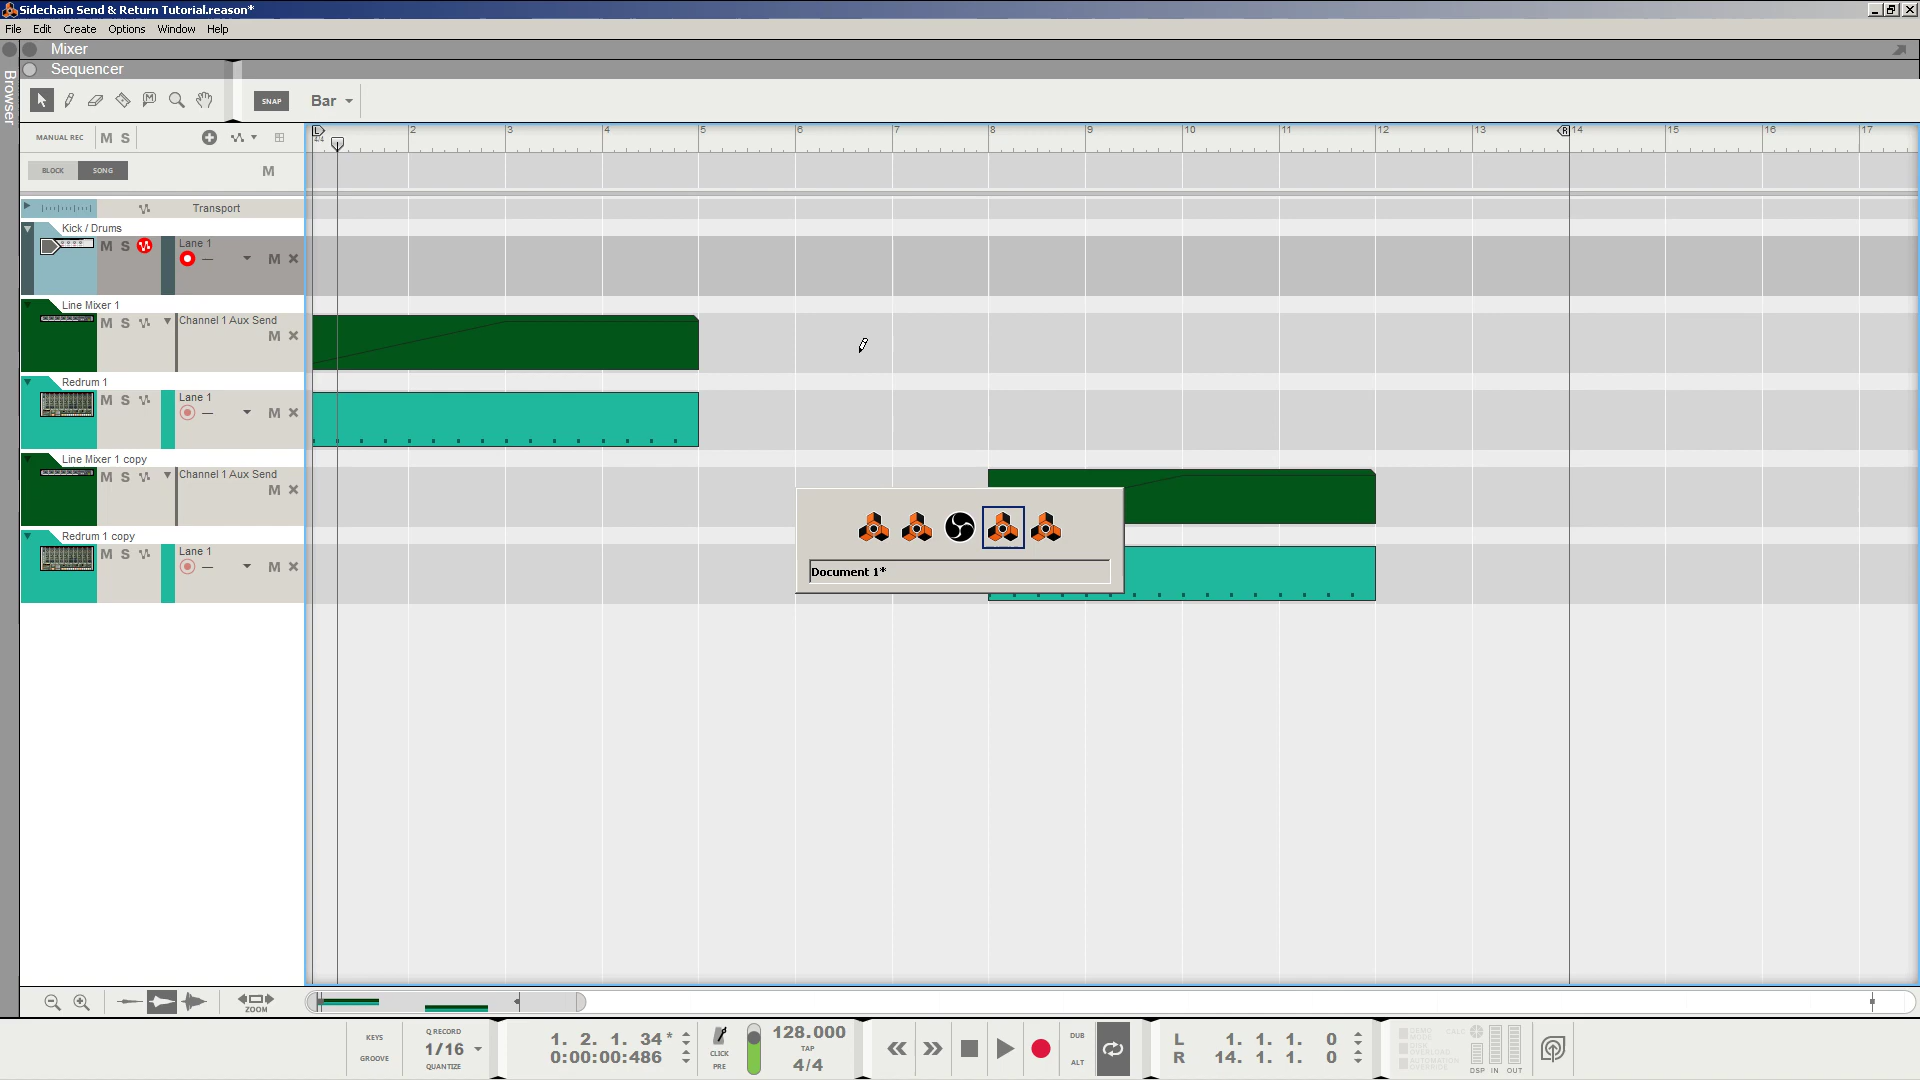 Sidechain Send & Return Tutorial.reason*
File Edit Create Options Window Help
Mixer
Sequencer
Browser
SNAP Bar
MANUAL REC M S
BLOCK SONG M
L 4/4 2 3 4 5 6 7 8 9 10 11 12 13 R 14 15 16 17
Transport
Kick / Drums
M S Lane 1
M
Line Mixer 1
M S Channel 1 Aux Send
M
Redrum 1
M S Lane 1
M
Line Mixer 1 copy
M S Channel 1 Aux Send
M
Redrum 1 copy
M S Lane 1
M
Document 1*
ZOOM
KEYS
GROOVE
Q RECORD
1/16
QUANTIZE
1. 2. 1. 34*
0:00:00:486
CLICK
PRE
128.000
TAP
4/4
DUB
ALT
L 1. 1. 1. 0
R 14. 1. 1. 0
CALC
DSP IN OUT